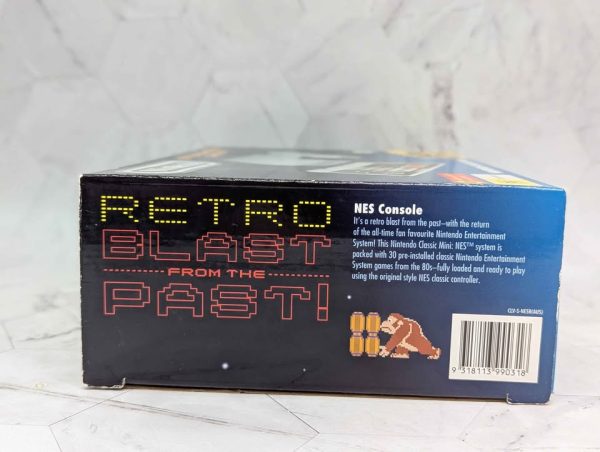 RETRO
BLAST
FROM THE
PAST!
NES Console
It's a retro blast from the past–with the return
of the all-time fan favourite Nintendo Entertainment
System! This Nintendo Classic Mini: NES™ system is
packed with 30 pre-installed classic Nintendo Entertainment
System games from the 80s–fully loaded and ready to play
using the original style NES classic controller.
CLV-S-NESB(AUS)
9 318113 990318